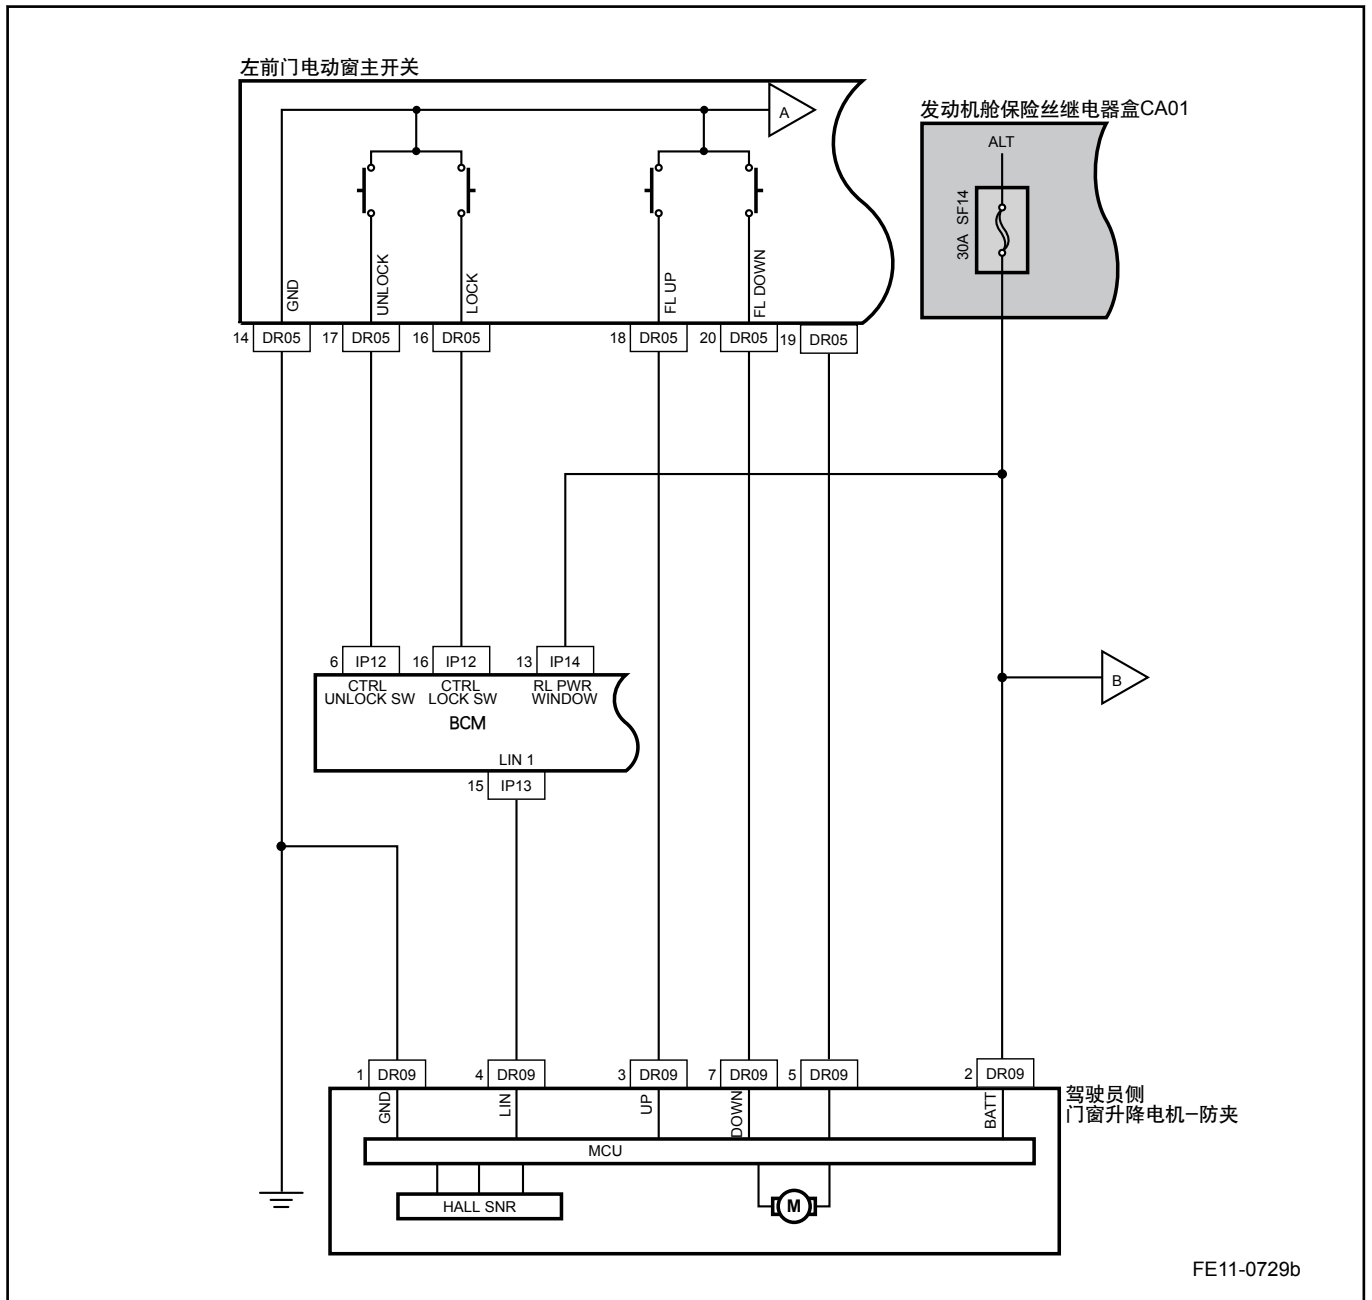 左前门电动窗主开关
A
发动机舱保险丝继电器盒CA01
ALT
30A SF14
GND
UNLOCK
LOCK
FL UP
FL DOWN
14 DR05
17 DR05
16 DR05
18 DR05
20 DR05
19 DR05
6 IP12
16 IP12
13 IP14
CTRL
UNLOCK SW
CTRL
LOCK SW
RL PWR
WINDOW
BCM
B
LIN 1
15 IP13
1 DR09
4 DR09
3 DR09
7 DR09
5 DR09
2 DR09
GND
LIN
UP
DOWN
BATT
驾驶员侧
门窗升降电机-防夹
MCU
HALL SNR
M
FE11-0729b